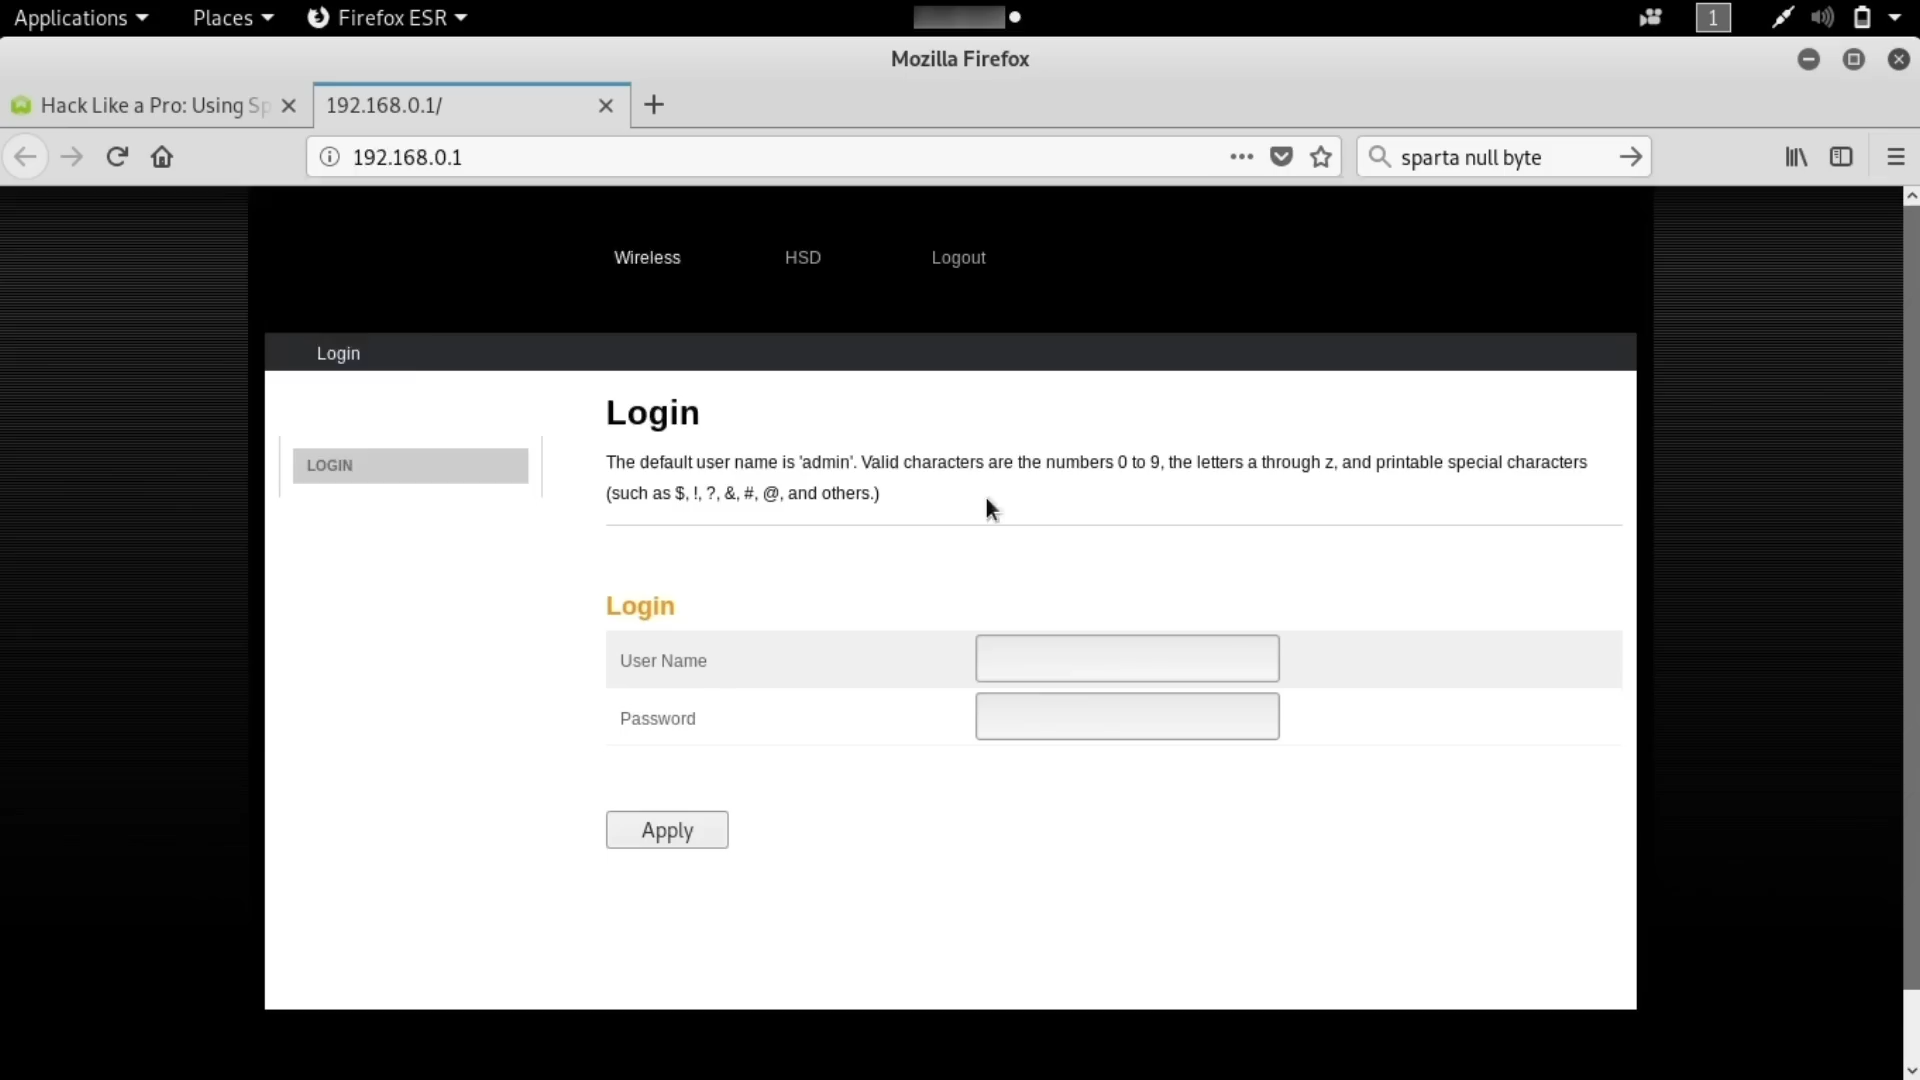 Applications Places Firefox ESR 1
Mozilla Firefox
Hack Like a Pro: Using Sp 192.168.0.1/
192.168.0.1 sparta null byte
Wireless HSD Logout
Login
Login
LOGIN
The default user name is 'admin'. Valid characters are the numbers 0 to 9, the letters a through z, and printable special characters
(such as $, !, ?, &, #, @, and others.)
Login
User Name
Password
Apply